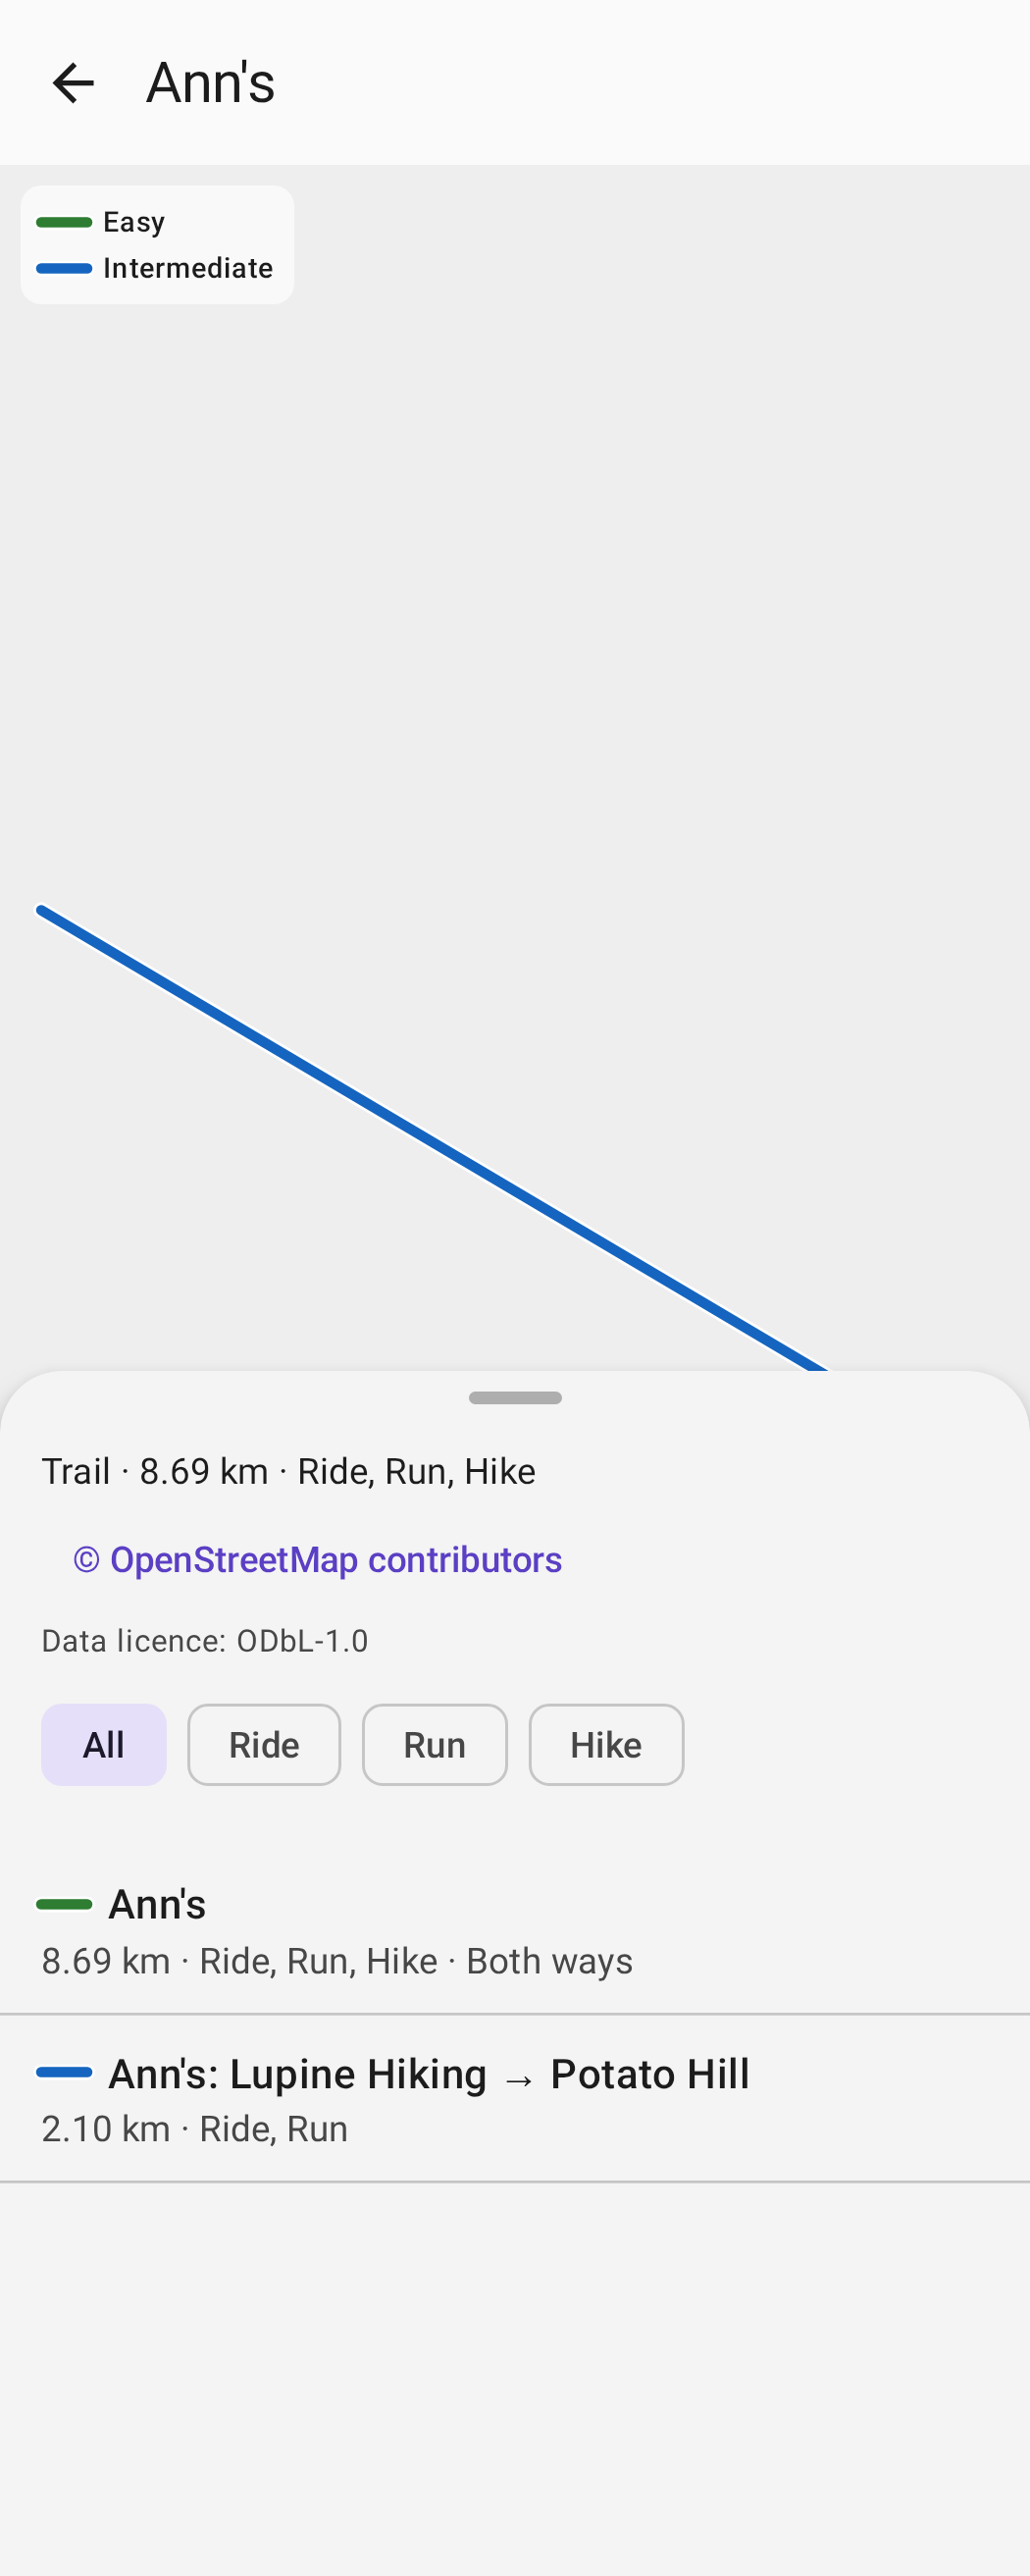 Ann's
Easy
Intermediate
Trail · 8.69 km · Ride, Run, Hike
© OpenStreetMap contributors
Data licence: ODbL-1.0
All Ride Run Hike
Ann's
8.69 km · Ride, Run, Hike · Both ways
Ann's: Lupine Hiking → Potato Hill
2.10 km · Ride, Run